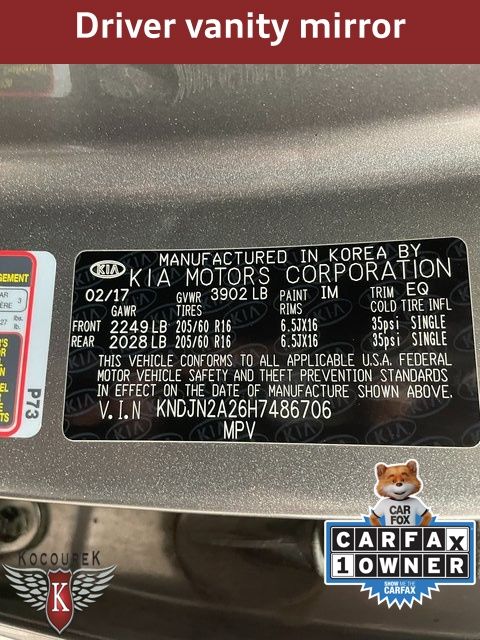 Driver vanity mirror
MANUFACTURED IN KOREA BY
KIA KIA MOTORS CORPORATION
02/17 GVWR 3902 LB PAINT IM TRIM EQ
GAWR TIRES RIMS COLD TIRE INFL
FRONT 2249 LB 205/60 R16 6.5JX16 35psi SINGLE
REAR 2028 LB 205/60 R16 6.5JX16 35psi SINGLE
THIS VEHICLE CONFORMS TO ALL APPLICABLE U.S.A. FEDERAL
MOTOR VEHICLE SAFETY AND THEFT PREVENTION STANDARDS
IN EFFECT ON THE DATE OF MANUFACTURE SHOWN ABOVE.
V.I.N KNDJN2A26H7486706
MPV
P73
CAR
FOX
CARFAX
1 OWNER
SHOW ME THE
CARFAX
KOCOUREK
K